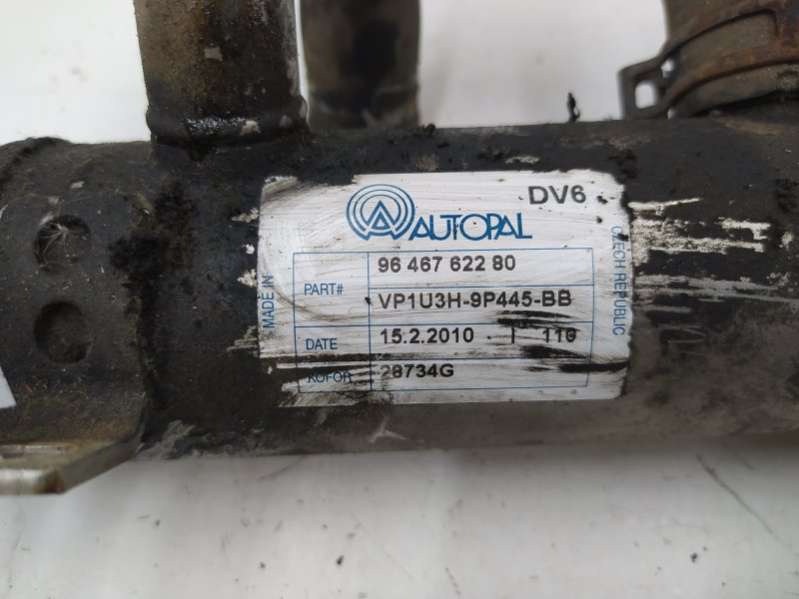 DV6
AUTOPAL
MADE IN
CZECH REPUBLIC
PART#
96 467 622 80
VP1U3H-9P445-BB
DATE
15.2.2010 I 110
KOFOR
28734G